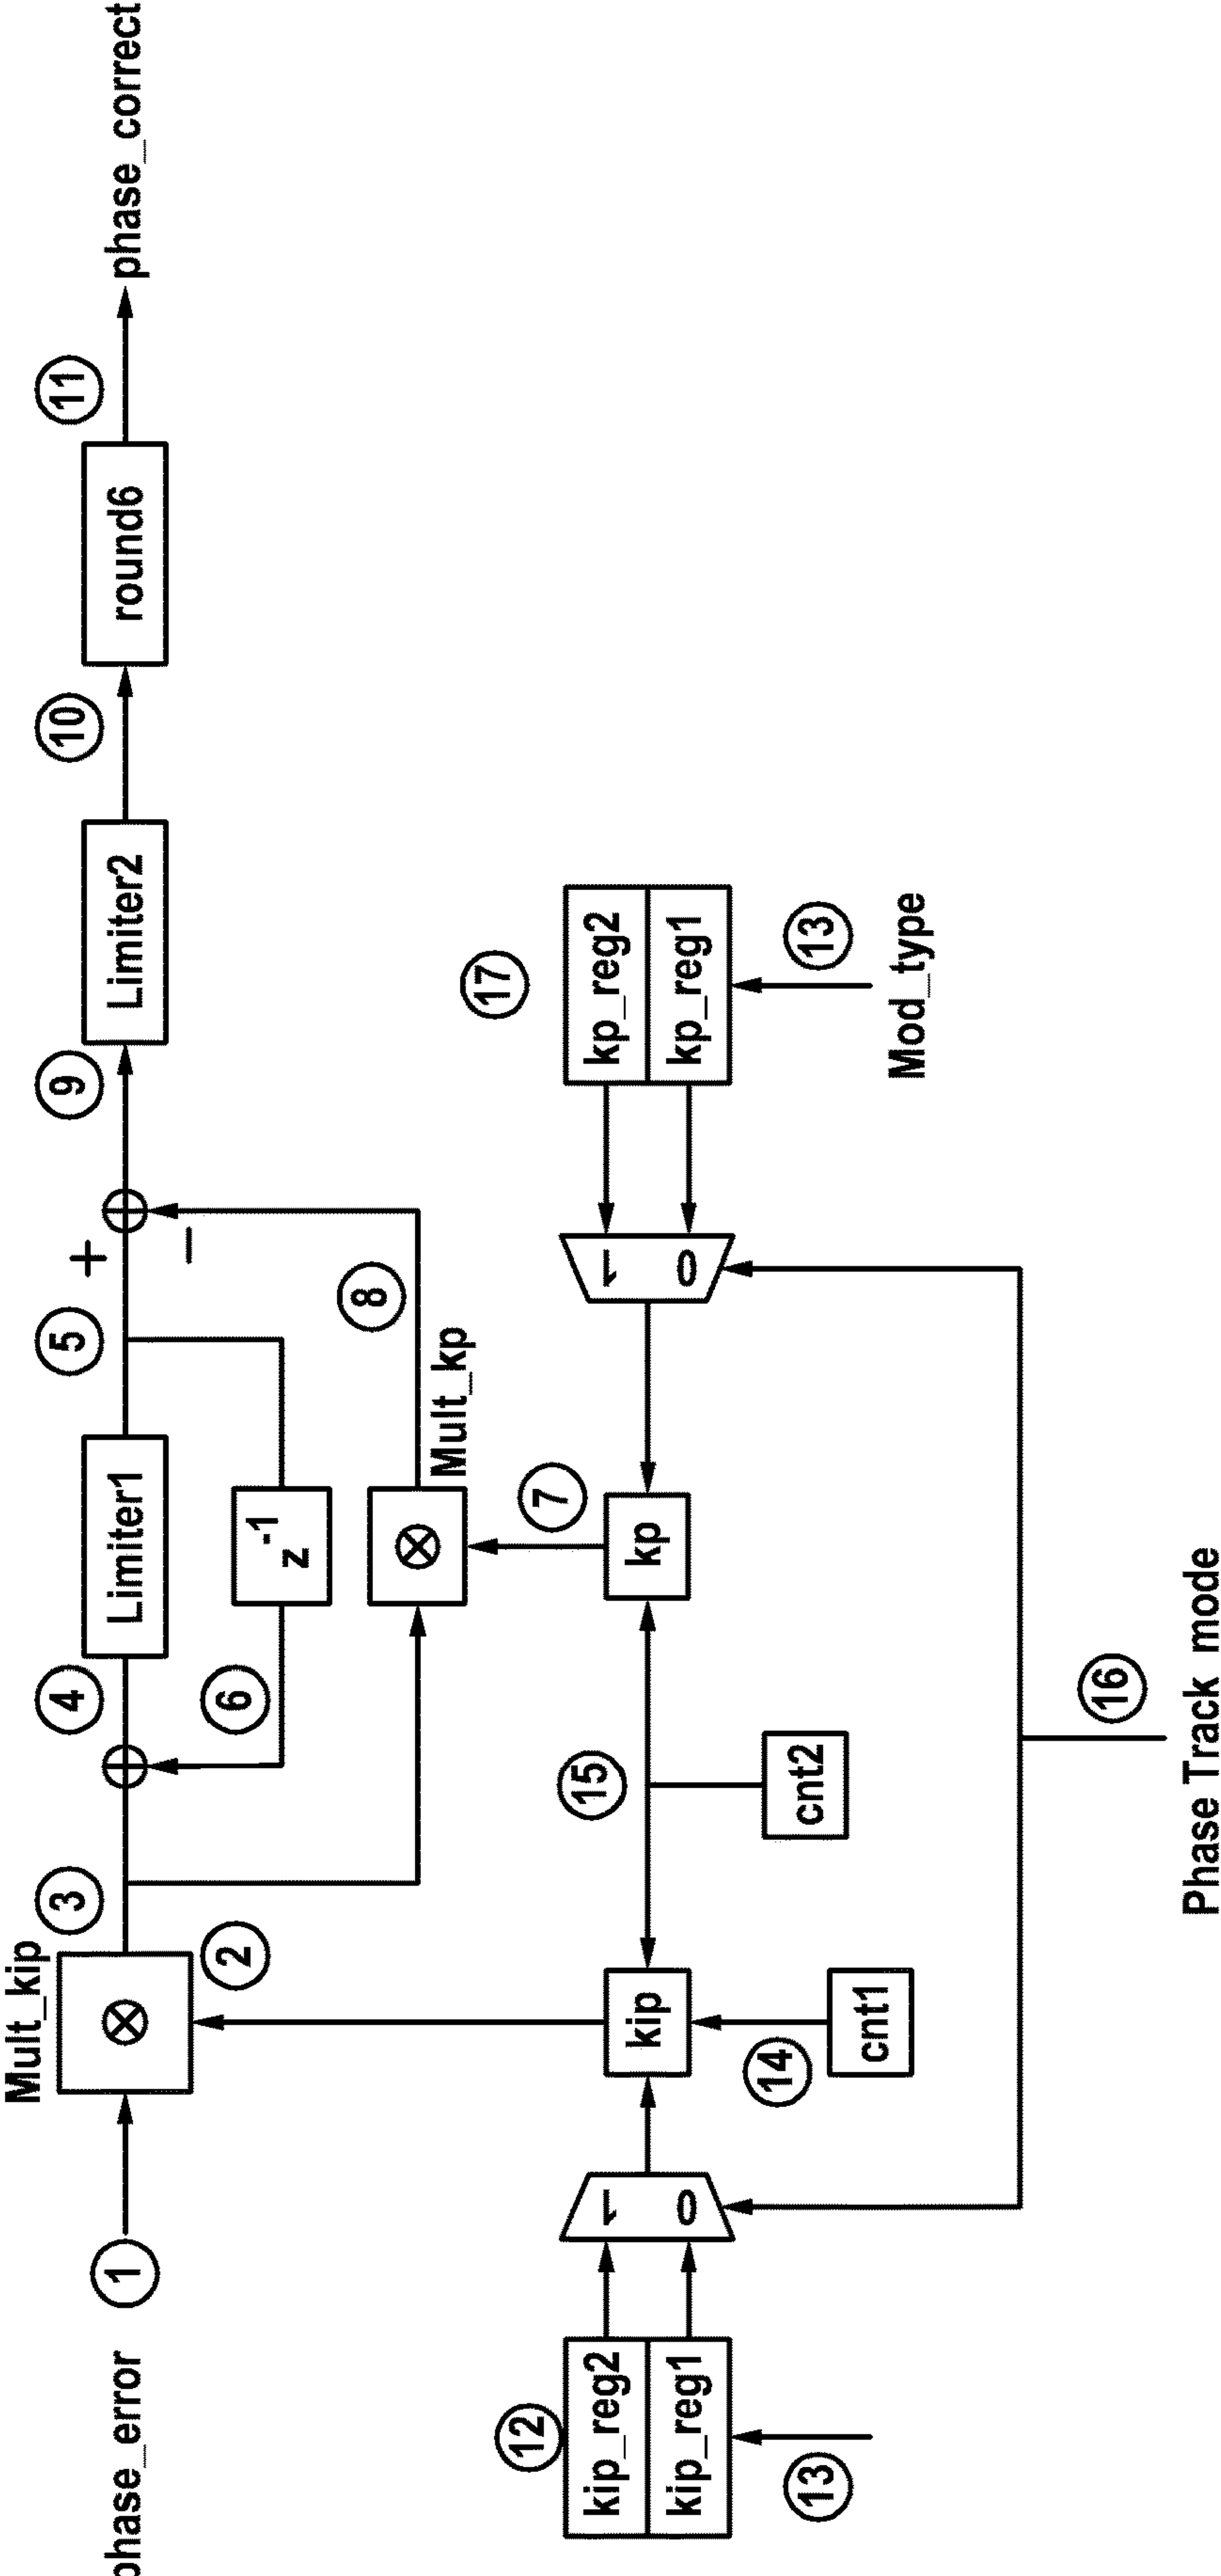 Mult_kip
phase_error
1
2
3
4
Limiter1
5
+
−
9
Limiter2
10
round6
11
phase_correct
6
z-1
8
Mult_kp
7
12
kip_reg2
kip_reg1
13
1
0
kip
14
cnt1
15
cnt2
kp
1
0
17
kp_reg2
kp_reg1
13
Mod_type
16
Phase Track mode